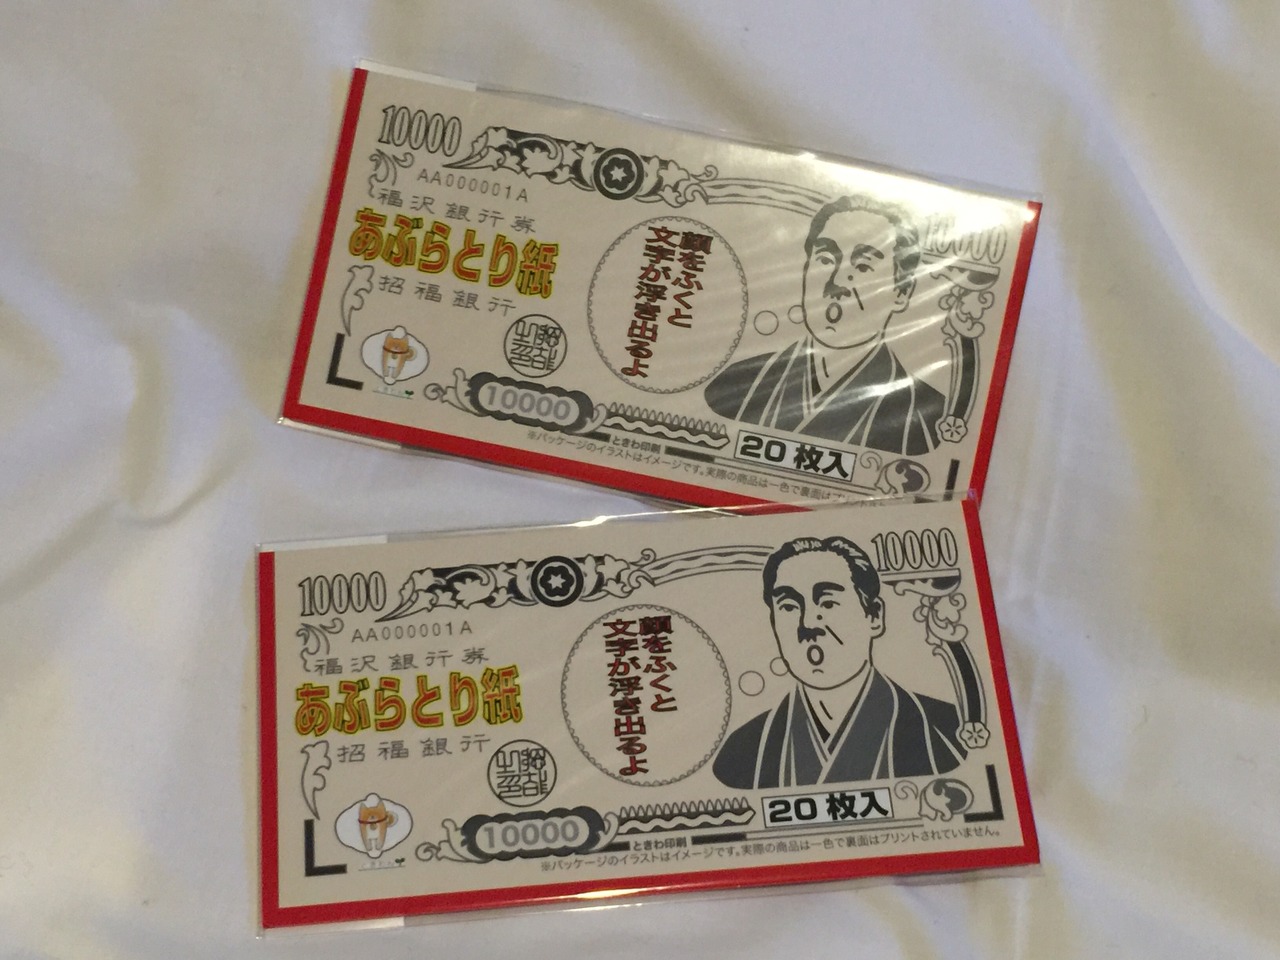 10000
AA000001A
福沢銀行券
あぶらとり紙
招福銀行
顔をふくと
文字が浮き出るよ
10000
10000
20枚入
ときわ印刷
※パッケージのイラストはイメージです。実際の商品は一色で裏面はプリント
10000
AA000001A
福沢銀行券
あぶらとり紙
招福銀行
顔をふくと
文字が浮き出るよ
10000
10000
20枚入
ときわ印刷
※パッケージのイラストはイメージです。実際の商品は一色で裏面はプリントされていません。